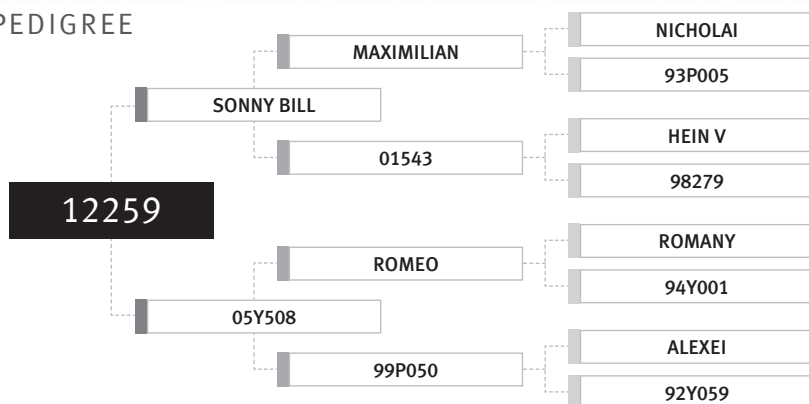 PEDIGREE
NICHOLAI
MAXIMILIAN
93P005
SONNY BILL
HEIN V
01543
98279
12259
ROMANY
ROMEO
94Y001
05Y508
ALEXEI
99P050
92Y059